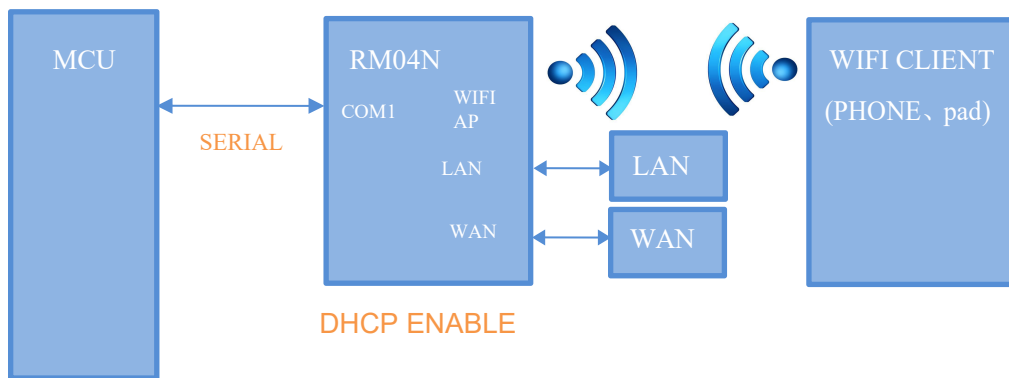 MCU
SERIAL
RM04N
COM1
WIFI
AP
LAN
WAN
DHCP ENABLE
LAN
WAN
WIFI CLIENT
(PHONE、pad)